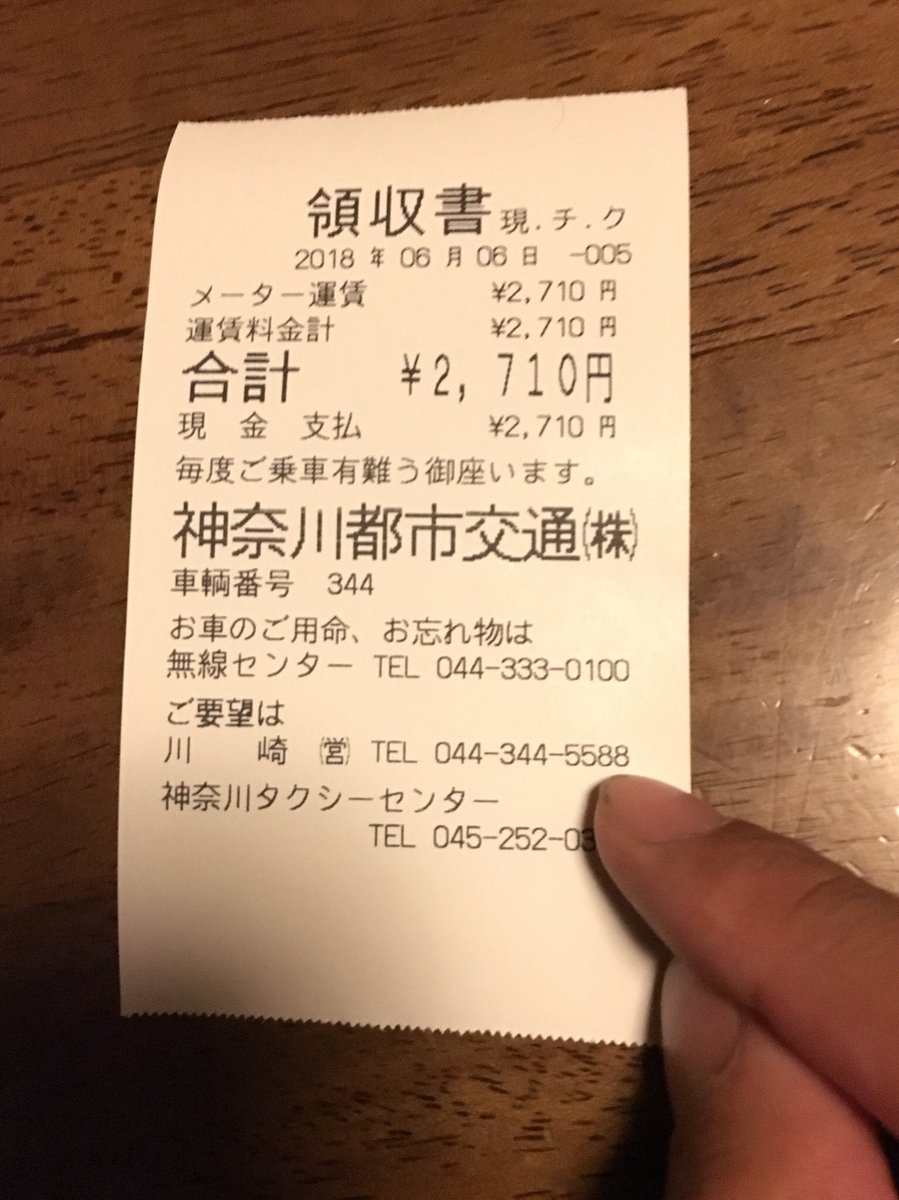 領収書 現.チ.ク
2018 年 06 月 06 日 -005
メーター運賃 ¥2,710 円
運賃料金計 ¥2,710 円
合計 ¥2,710円
現 金 支払 ¥2,710 円
毎度ご乗車有難う御座います。
神奈川都市交通㈱
車輌番号 344
お車のご用命、お忘れ物は
無線センター TEL 044-333-0100
ご要望は
川 崎 ㈺ TEL 044-344-5588
神奈川タクシーセンター
TEL 045-252-03